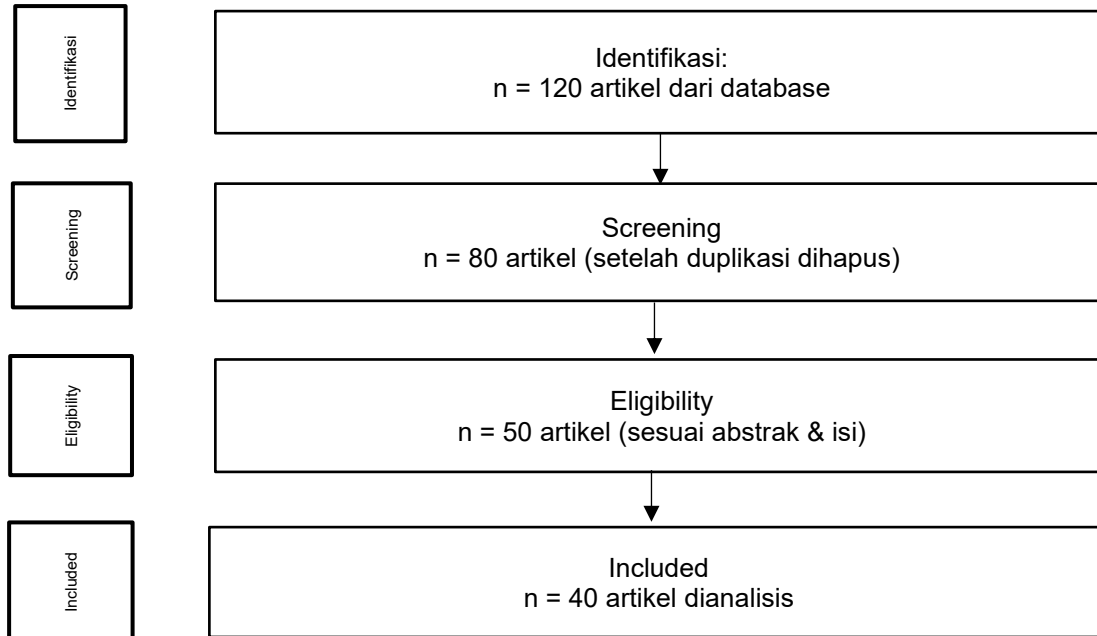 Identifikasi
Identifikasi:
n = 120 artikel dari database
Screening
Screening
n = 80 artikel (setelah duplikasi dihapus)
Eligibility
Eligibility
n = 50 artikel (sesuai abstrak & isi)
Included
Included
n = 40 artikel dianalisis